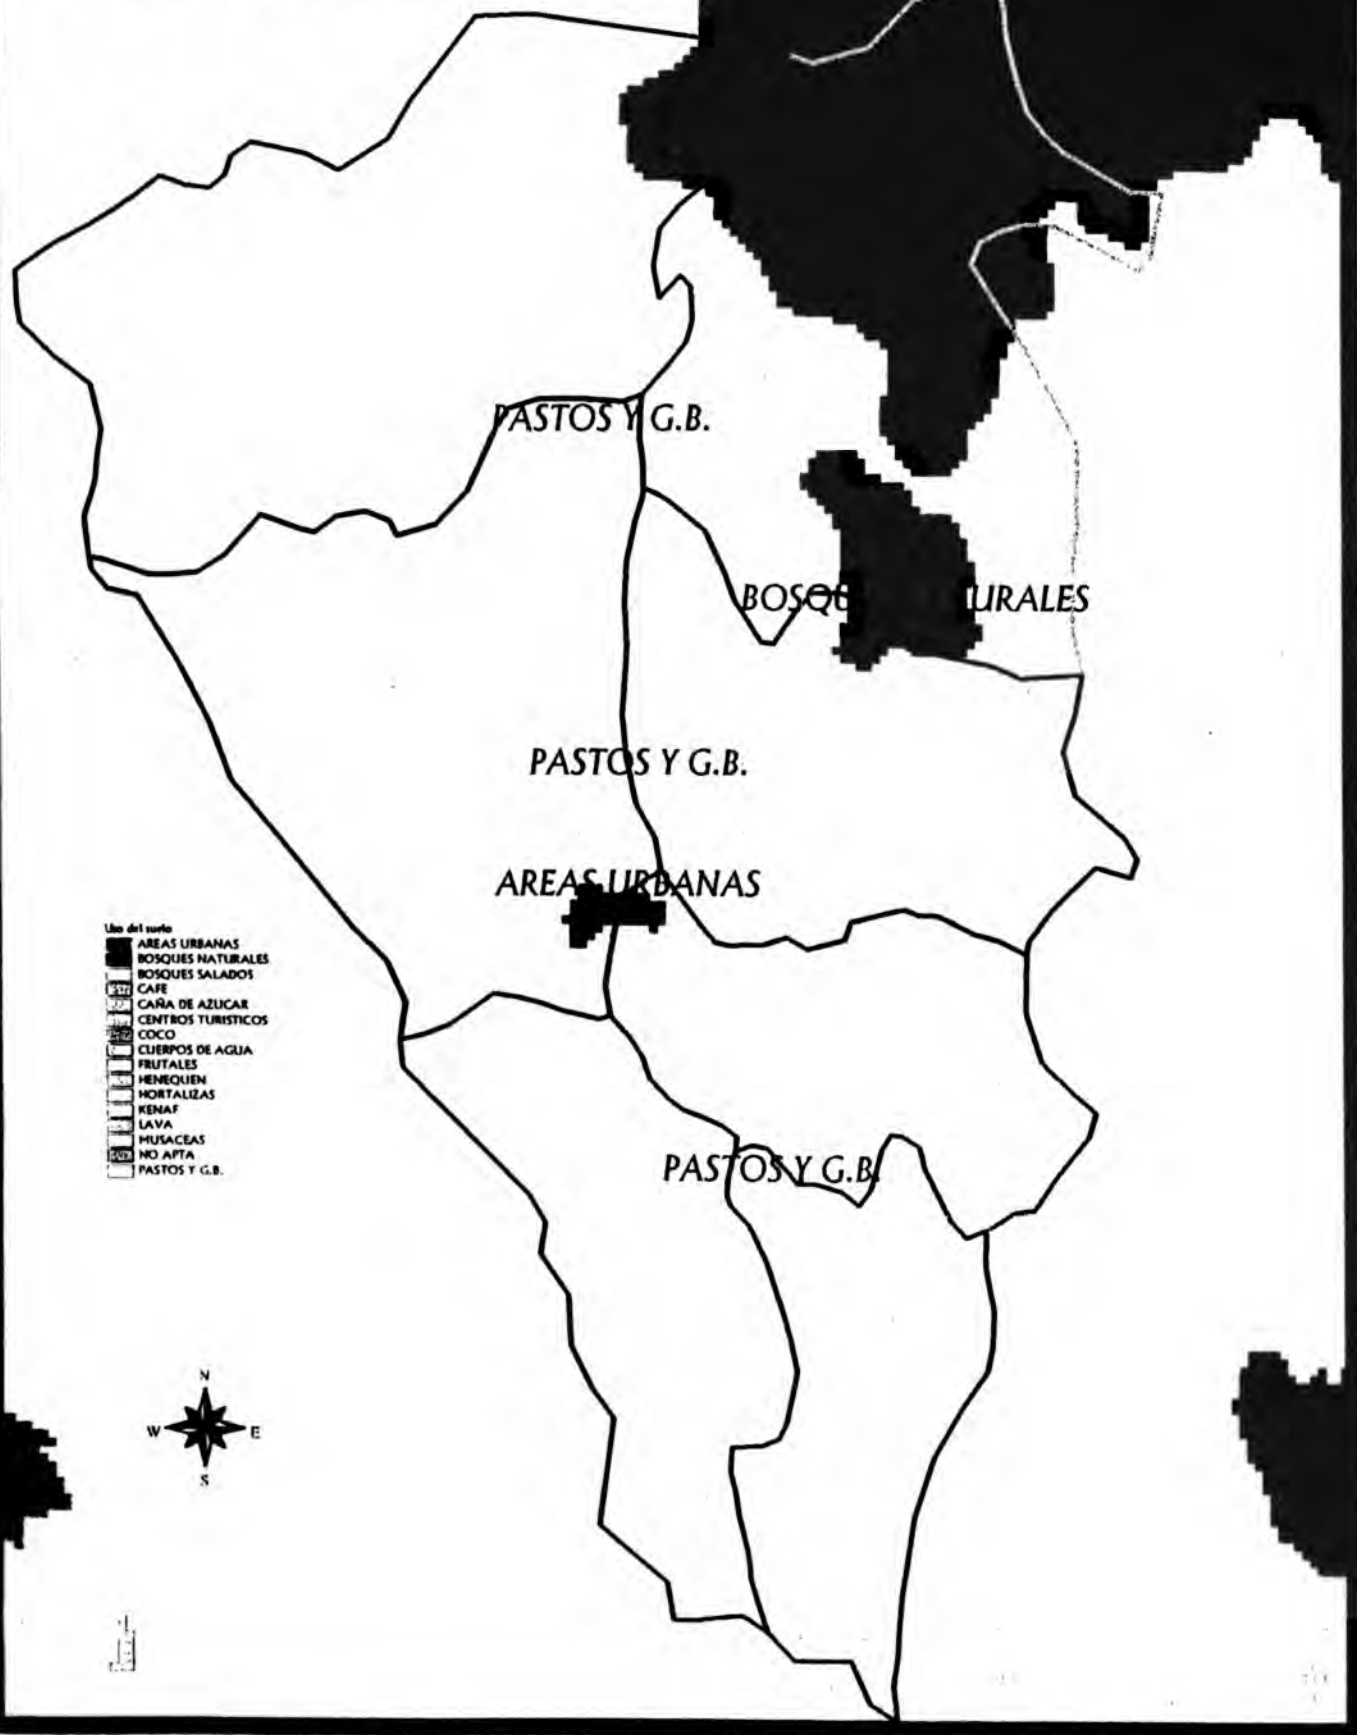 PASTOS Y G.B.
BOSQU URALES
PASTOS Y G.B.
AREAS URBANAS
Uso del suelo
AREAS URBANAS
BOSQUES NATURALES
BOSQUES SALADOS
CAFE
CAÑA DE AZUCAR
CENTROS TURISTICOS
COCO
CUERPOS DE AGUA
FRUTALES
HENEQUEN
HORTALIZAS
KENAF
LAVA
MUSACEAS
NO APTA
PASTOS Y G.B.
PASTOS Y G.B.
N
W E
S